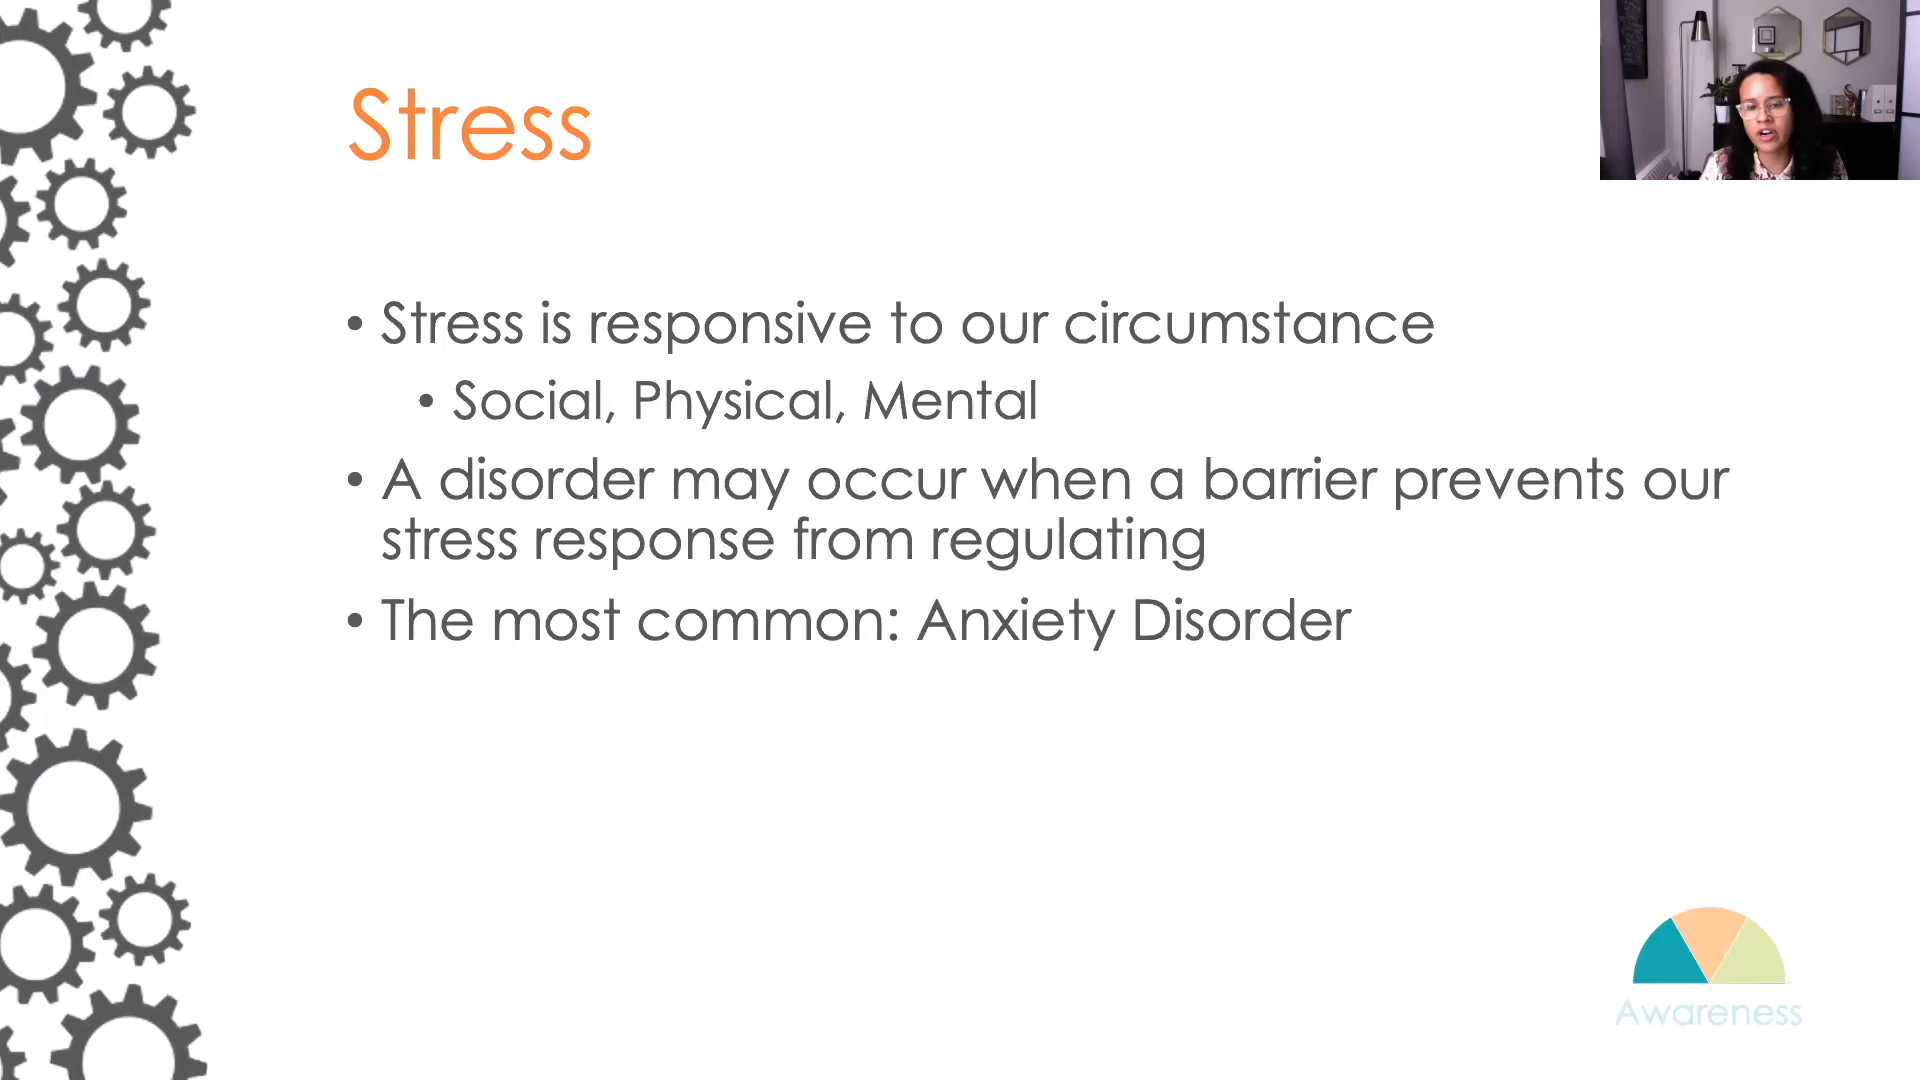 Stress
• Stress is responsive to our circumstance
• Social, Physical, Mental
• A disorder may occur when a barrier prevents our
stress response from regulating
• The most common: Anxiety Disorder
Awareness